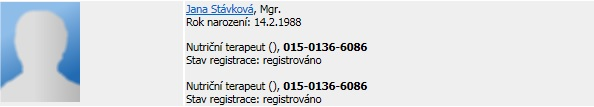 Jana Stávková, Mgr.
Rok narození: 14.2.1988
Nutriční terapeut (), 015-0136-6086
Stav registrace: registrováno
Nutriční terapeut (), 015-0136-6086
Stav registrace: registrováno